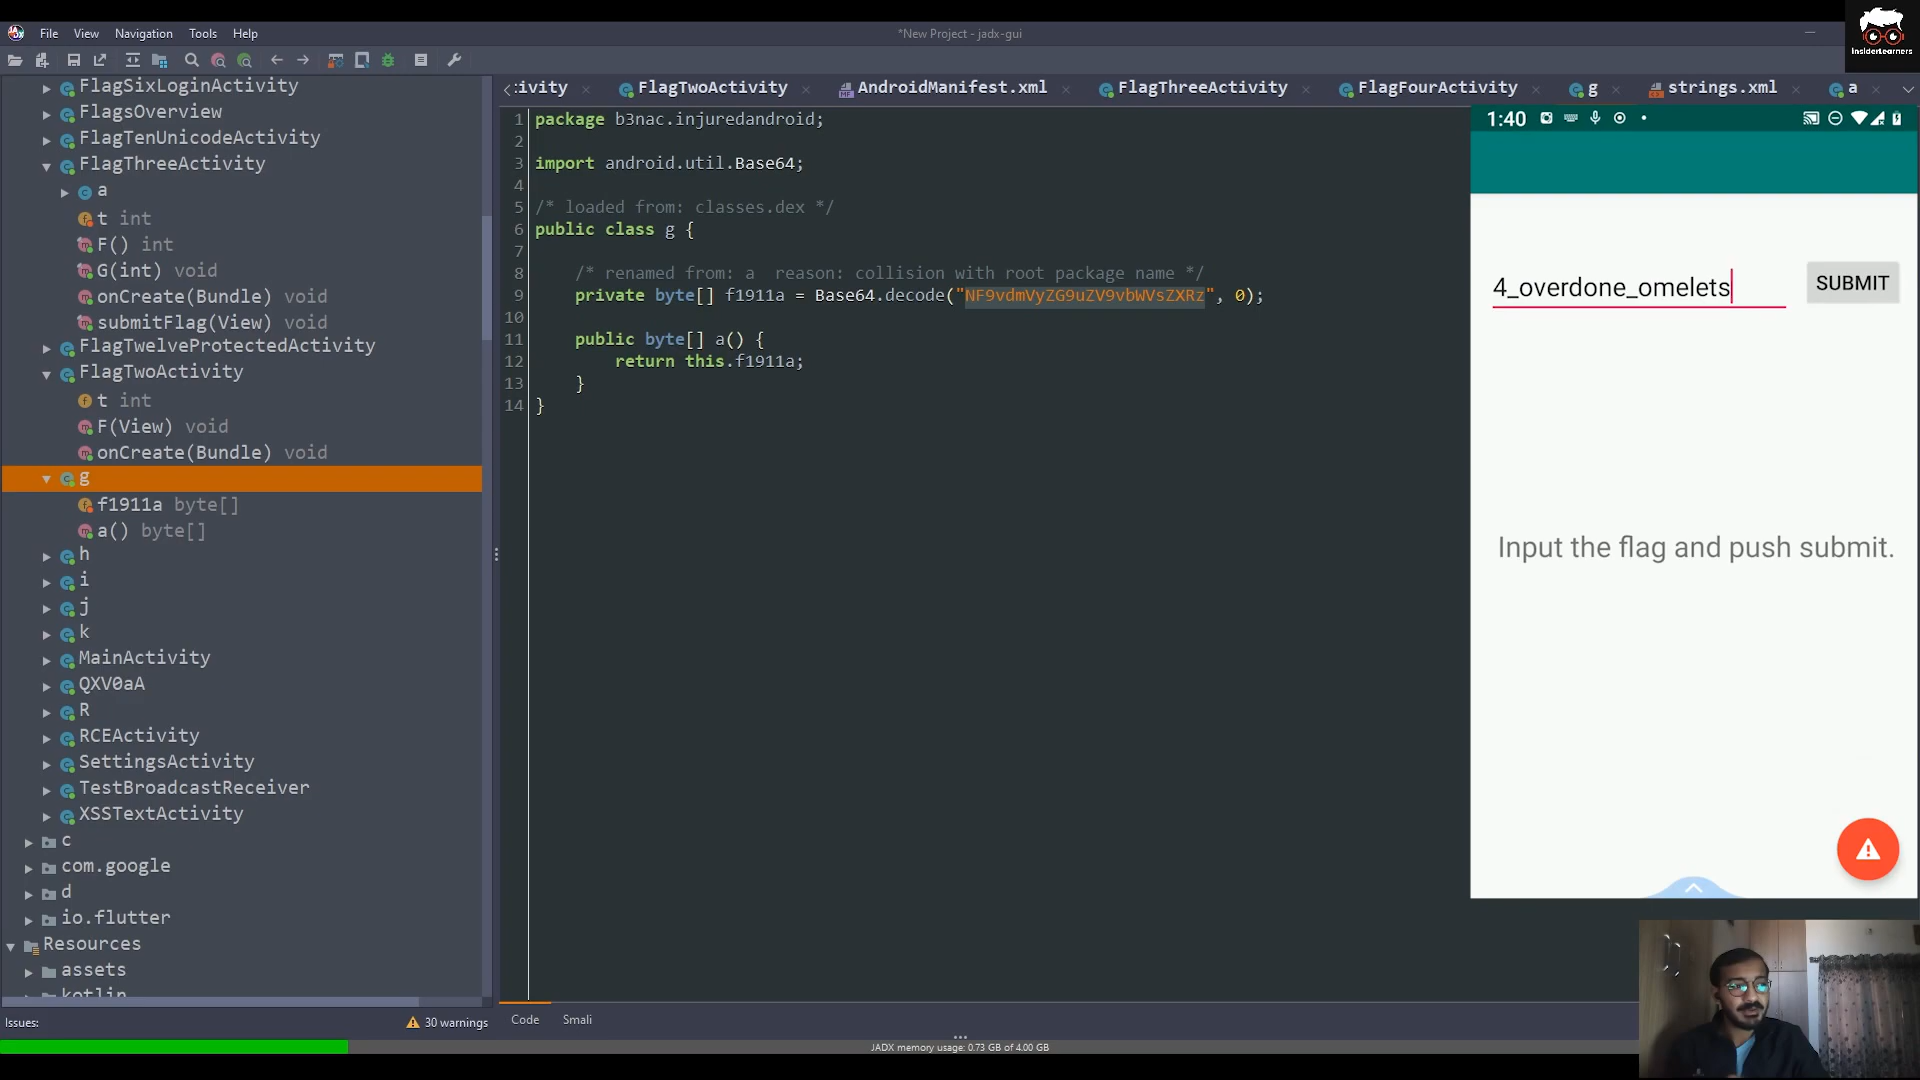 File View Navigation Tools Help
*New Project - jadx-gui
InsiderLearners
FlagSixLoginActivity
FlagsOverview
FlagTenUnicodeActivity
FlagThreeActivity
a
t int
F() int
G(int) void
onCreate(Bundle) void
submitFlag(View) void
FlagTwelveProtectedActivity
FlagTwoActivity
t int
F(View) void
onCreate(Bundle) void
g
f1911a byte[]
a() byte[]
h
i
j
k
MainActivity
QXV0aA
R
RCEActivity
SettingsActivity
TestBroadcastReceiver
XSSTextActivity
c
com.google
d
io.flutter
Resources
assets
kotlin
Issues:
30 warnings
:ivity
FlagTwoActivity
AndroidManifest.xml
FlagThreeActivity
FlagFourActivity
g
strings.xml
a
1 package b3nac.injuredandroid;
2
3 import android.util.Base64;
4
5 /* loaded from: classes.dex */
6 public class g {
7
8 /* renamed from: a  reason: collision with root package name */
9 private byte[] f1911a = Base64.decode("NF9vdmVyZG9uZV9vbWVsZXRz", 0);
10
11 public byte[] a() {
12 return this.f1911a;
13 }
14 }
Code Smali
JADX memory usage: 0.73 GB of 4.00 GB
1:40
4_overdone_omelets
SUBMIT
Input the flag and push submit.